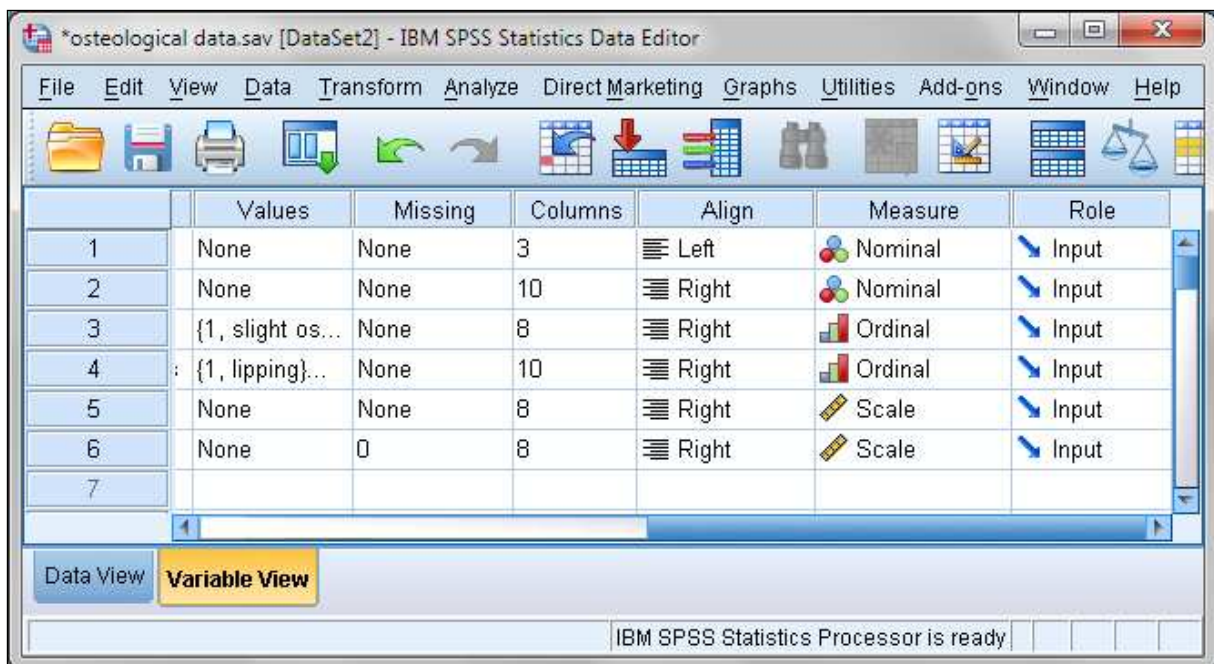 *osteological data.sav [DataSet2] - IBM SPSS Statistics Data Editor
File Edit View Data Transform Analyze Direct Marketing Graphs Utilities Add-ons Window Help
Values Missing Columns Align Measure Role
1 None None 3 Left Nominal Input
2 None None 10 Right Nominal Input
3 {1, slight os... None 8 Right Ordinal Input
4 {1, lipping}... None 10 Right Ordinal Input
5 None None 8 Right Scale Input
6 None 0 8 Right Scale Input
7
Data View Variable View
IBM SPSS Statistics Processor is ready